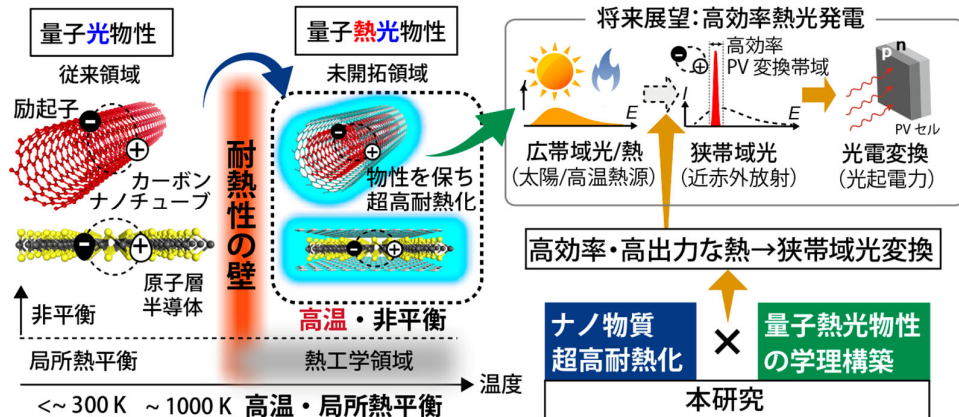 量子光物性
従来領域
励起子
カーボン
ナノチューブ
原子層
半導体
非平衡
局所熱平衡
<~ 300 K
~ 1000 K
高温・局所熱平衡
温度
耐熱性の壁
量子熱光物性
未開拓領域
物性を保ち
超高耐熱化
高温・非平衡
熱工学領域
将来展望：高効率熱光発電
I
E
広帯域光/熱
(太陽/高温熱源)
高効率
PV 変換帯域
I
E
狭帯域光
(近赤外放射)
p
n
PV セル
光電変換
(光起電力)
高効率・高出力な熱→狭帯域光変換
ナノ物質
超高耐熱化
×
量子熱光物性
の学理構築
本研究